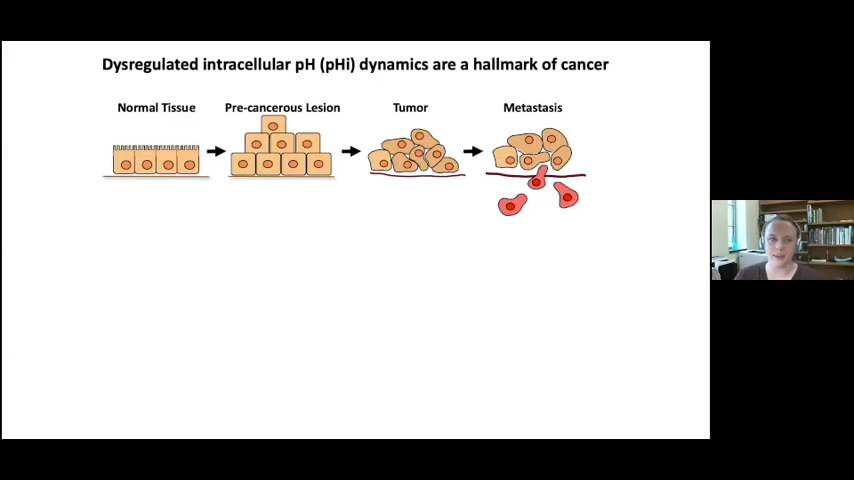 Dysregulated intracellular pH (pHi) dynamics are a hallmark of cancer
Normal Tissue
Pre-cancerous Lesion
Tumor
Metastasis